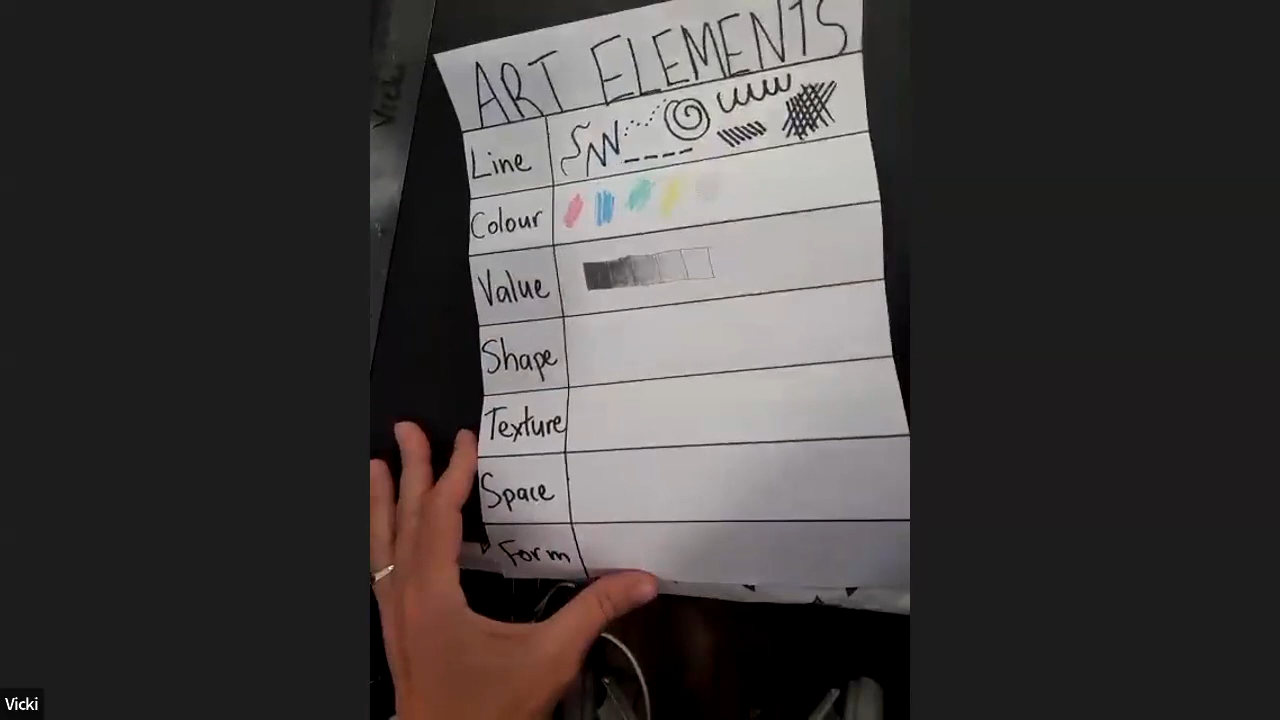 ART ELEMENTS
Line
Colour
Value
Shape
Texture
Space
Form
Vicki